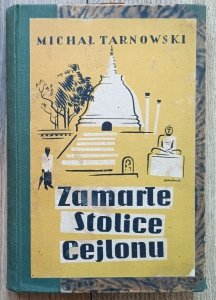 MICHAŁ TARNOWSKI
Zamarłe
Stolice
Cejlonu